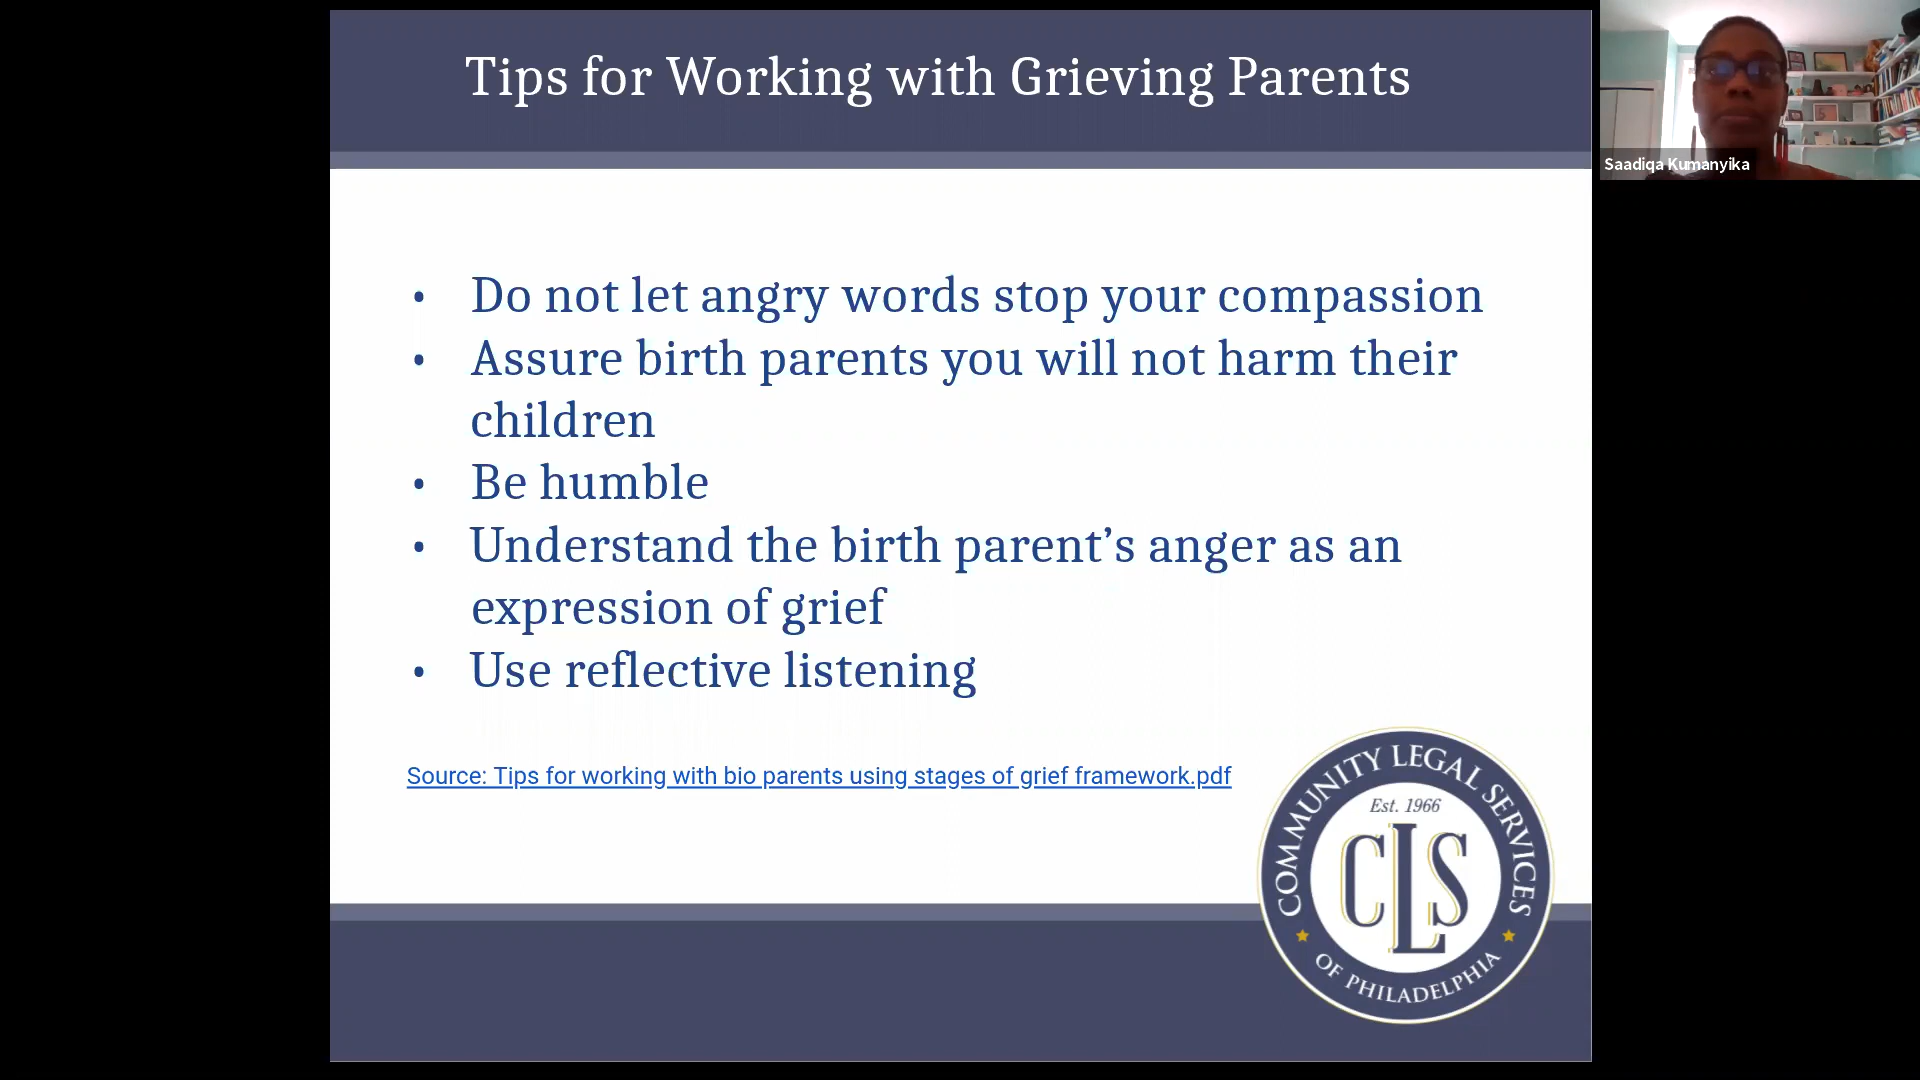 Tips for Working with Grieving Parents
Saadiqa Kumanyika
• Do not let angry words stop your compassion
• Assure birth parents you will not harm their
children
• Be humble
• Understand the birth parent’s anger as an
expression of grief
• Use reflective listening
Source: Tips for working with bio parents using stages of grief framework.pdf
COMMUNITY LEGAL SERVICES
Est. 1966
CLS
OF PHILADELPHIA